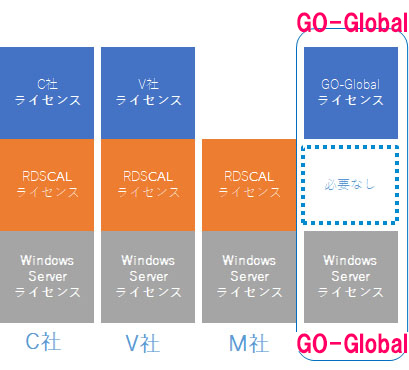 GO-Global
C社
ライセンス
V社
ライセンス
GO-Global
ライセンス
RDSCAL
ライセンス
RDSCAL
ライセンス
RDSCAL
ライセンス
必要なし
Windows
Server
ライセンス
Windows
Server
ライセンス
Windows
Server
ライセンス
Windows
Server
ライセンス
C社
V社
M社
GO-Global